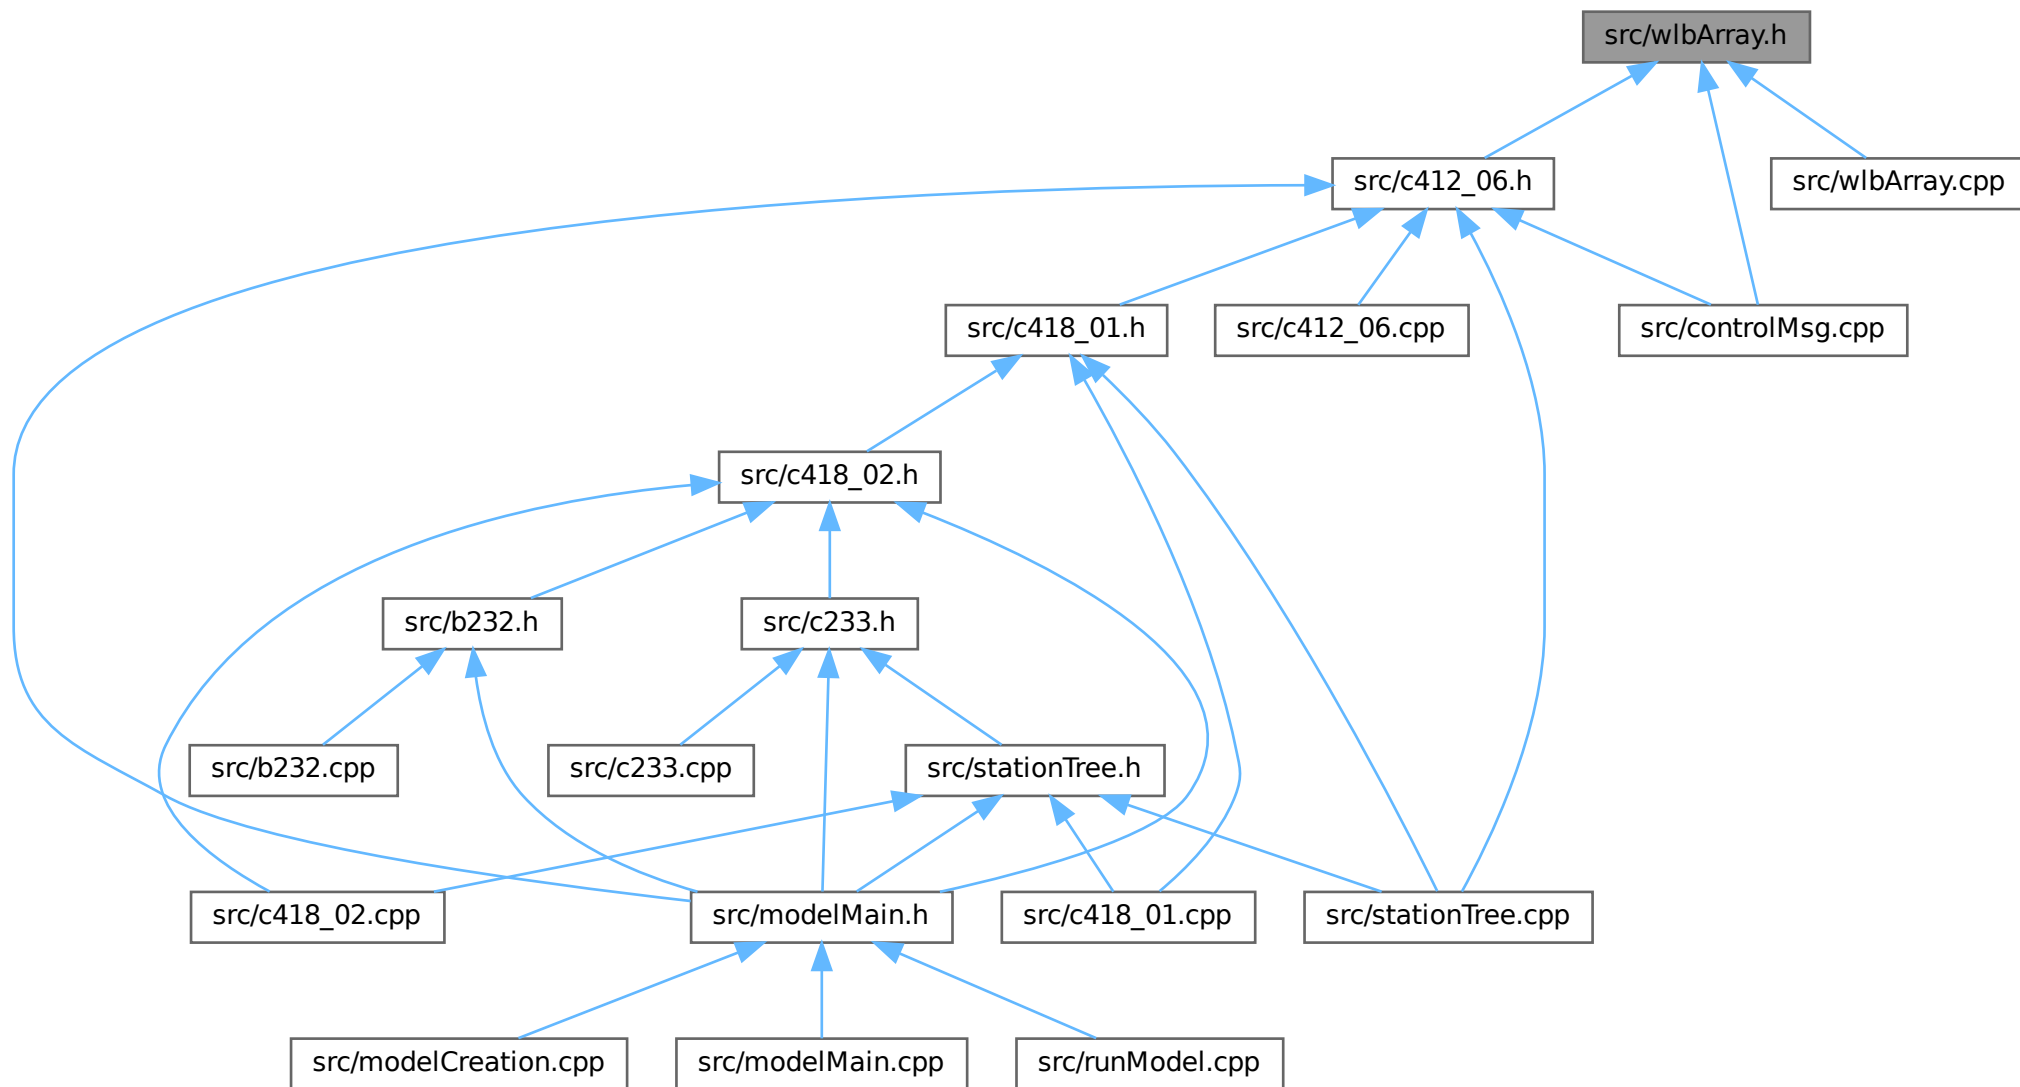 src/wlbArray.h
src/c412_06.h
src/wlbArray.cpp
src/c418_01.h
src/c412_06.cpp
src/controlMsg.cpp
src/c418_02.h
src/b232.h
src/c233.h
src/b232.cpp
src/c233.cpp
src/stationTree.h
src/c418_02.cpp
src/modelMain.h
src/c418_01.cpp
src/stationTree.cpp
src/modelCreation.cpp
src/modelMain.cpp
src/runModel.cpp